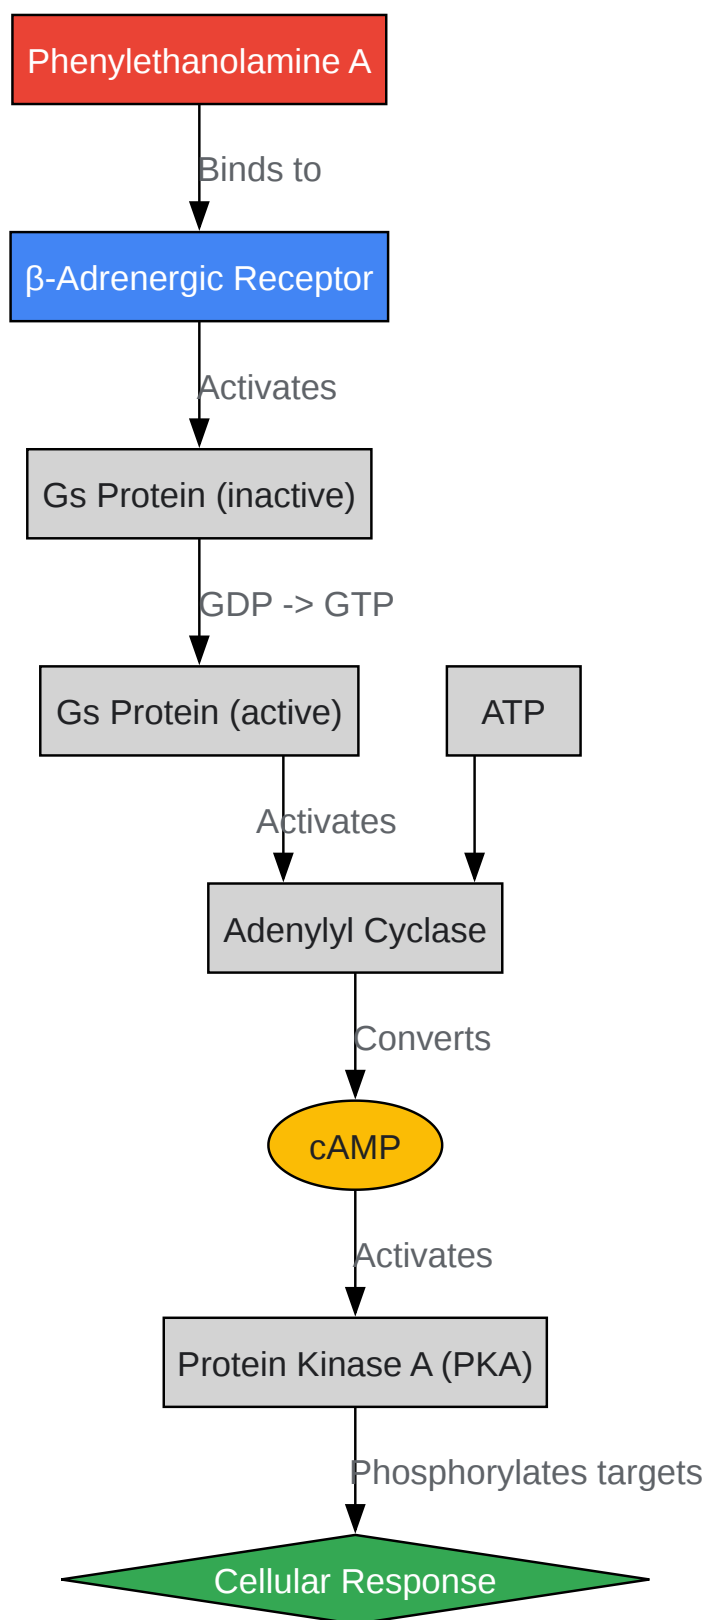 Phenylethanolamine A
Binds to
β-Adrenergic Receptor
Activates
Gs Protein (inactive)
GDP -> GTP
Gs Protein (active)
ATP
Activates
Adenylyl Cyclase
Converts
cAMP
Activates
Protein Kinase A (PKA)
Phosphorylates targets
Cellular Response